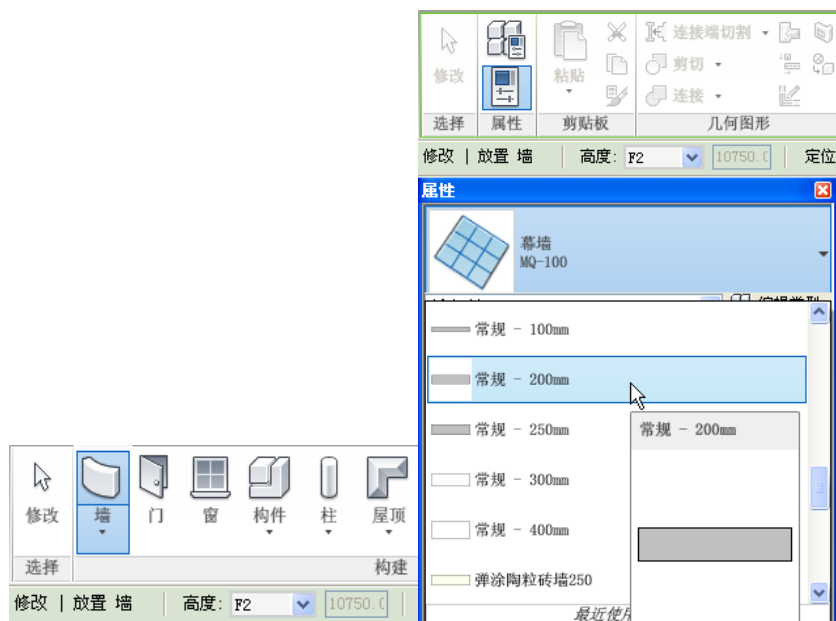 修改 粘贴 连接端切割
剪切
连接
选择 属性 剪贴板 几何图形
修改 | 放置 墙 高度: F2 10750. 定位
属性
幕墙
MQ-100
常规 - 100mm
常规 - 200mm
常规 - 250mm
常规 - 200mm
常规 - 300mm
常规 - 400mm
弹涂陶粒砖墙250
最近使用
修改 墙 门 窗 构件 柱 屋顶
选择 构建
修改 | 放置 墙 高度: F2 10750.